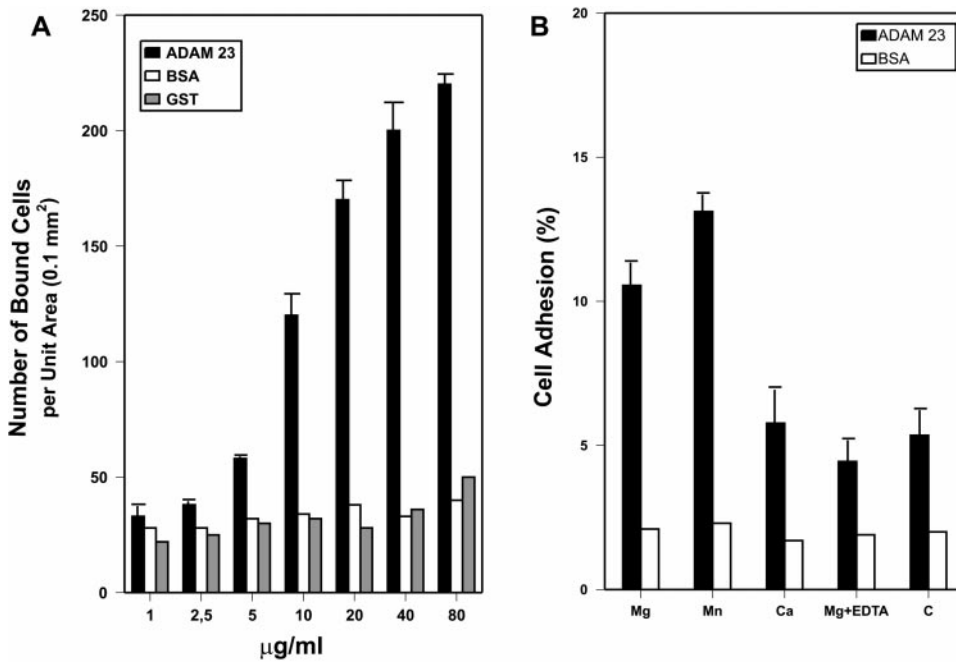 A
ADAM 23
BSA
GST
Number of Bound Cells
per Unit Area (0.1 mm²)
250
200
150
100
50
0
1 2,5 5 10 20 40 80
µg/ml
B
ADAM 23
BSA
Cell Adhesion (%)
20
15
10
5
0
Mg Mn Ca Mg+EDTA C